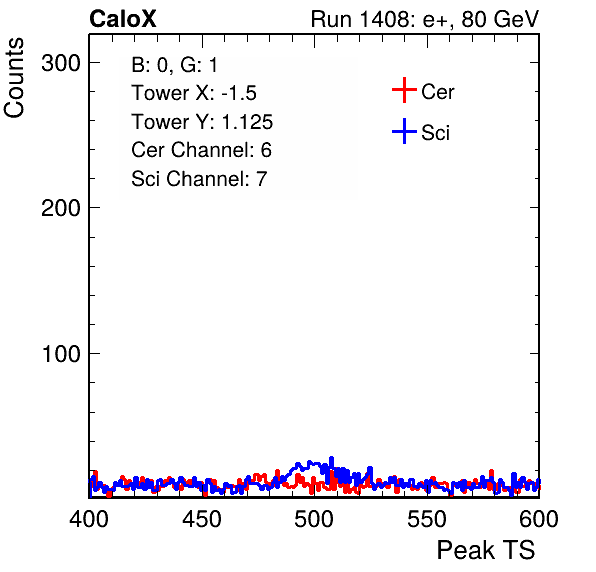 CaloX Run 1408: e+, 80 GeV
Counts
B: 0, G: 1
Tower X: -1.5
Tower Y: 1.125
Cer Channel: 6
Sci Channel: 7
Cer
Sci
300
200
100
400 450 500 550 600
Peak TS